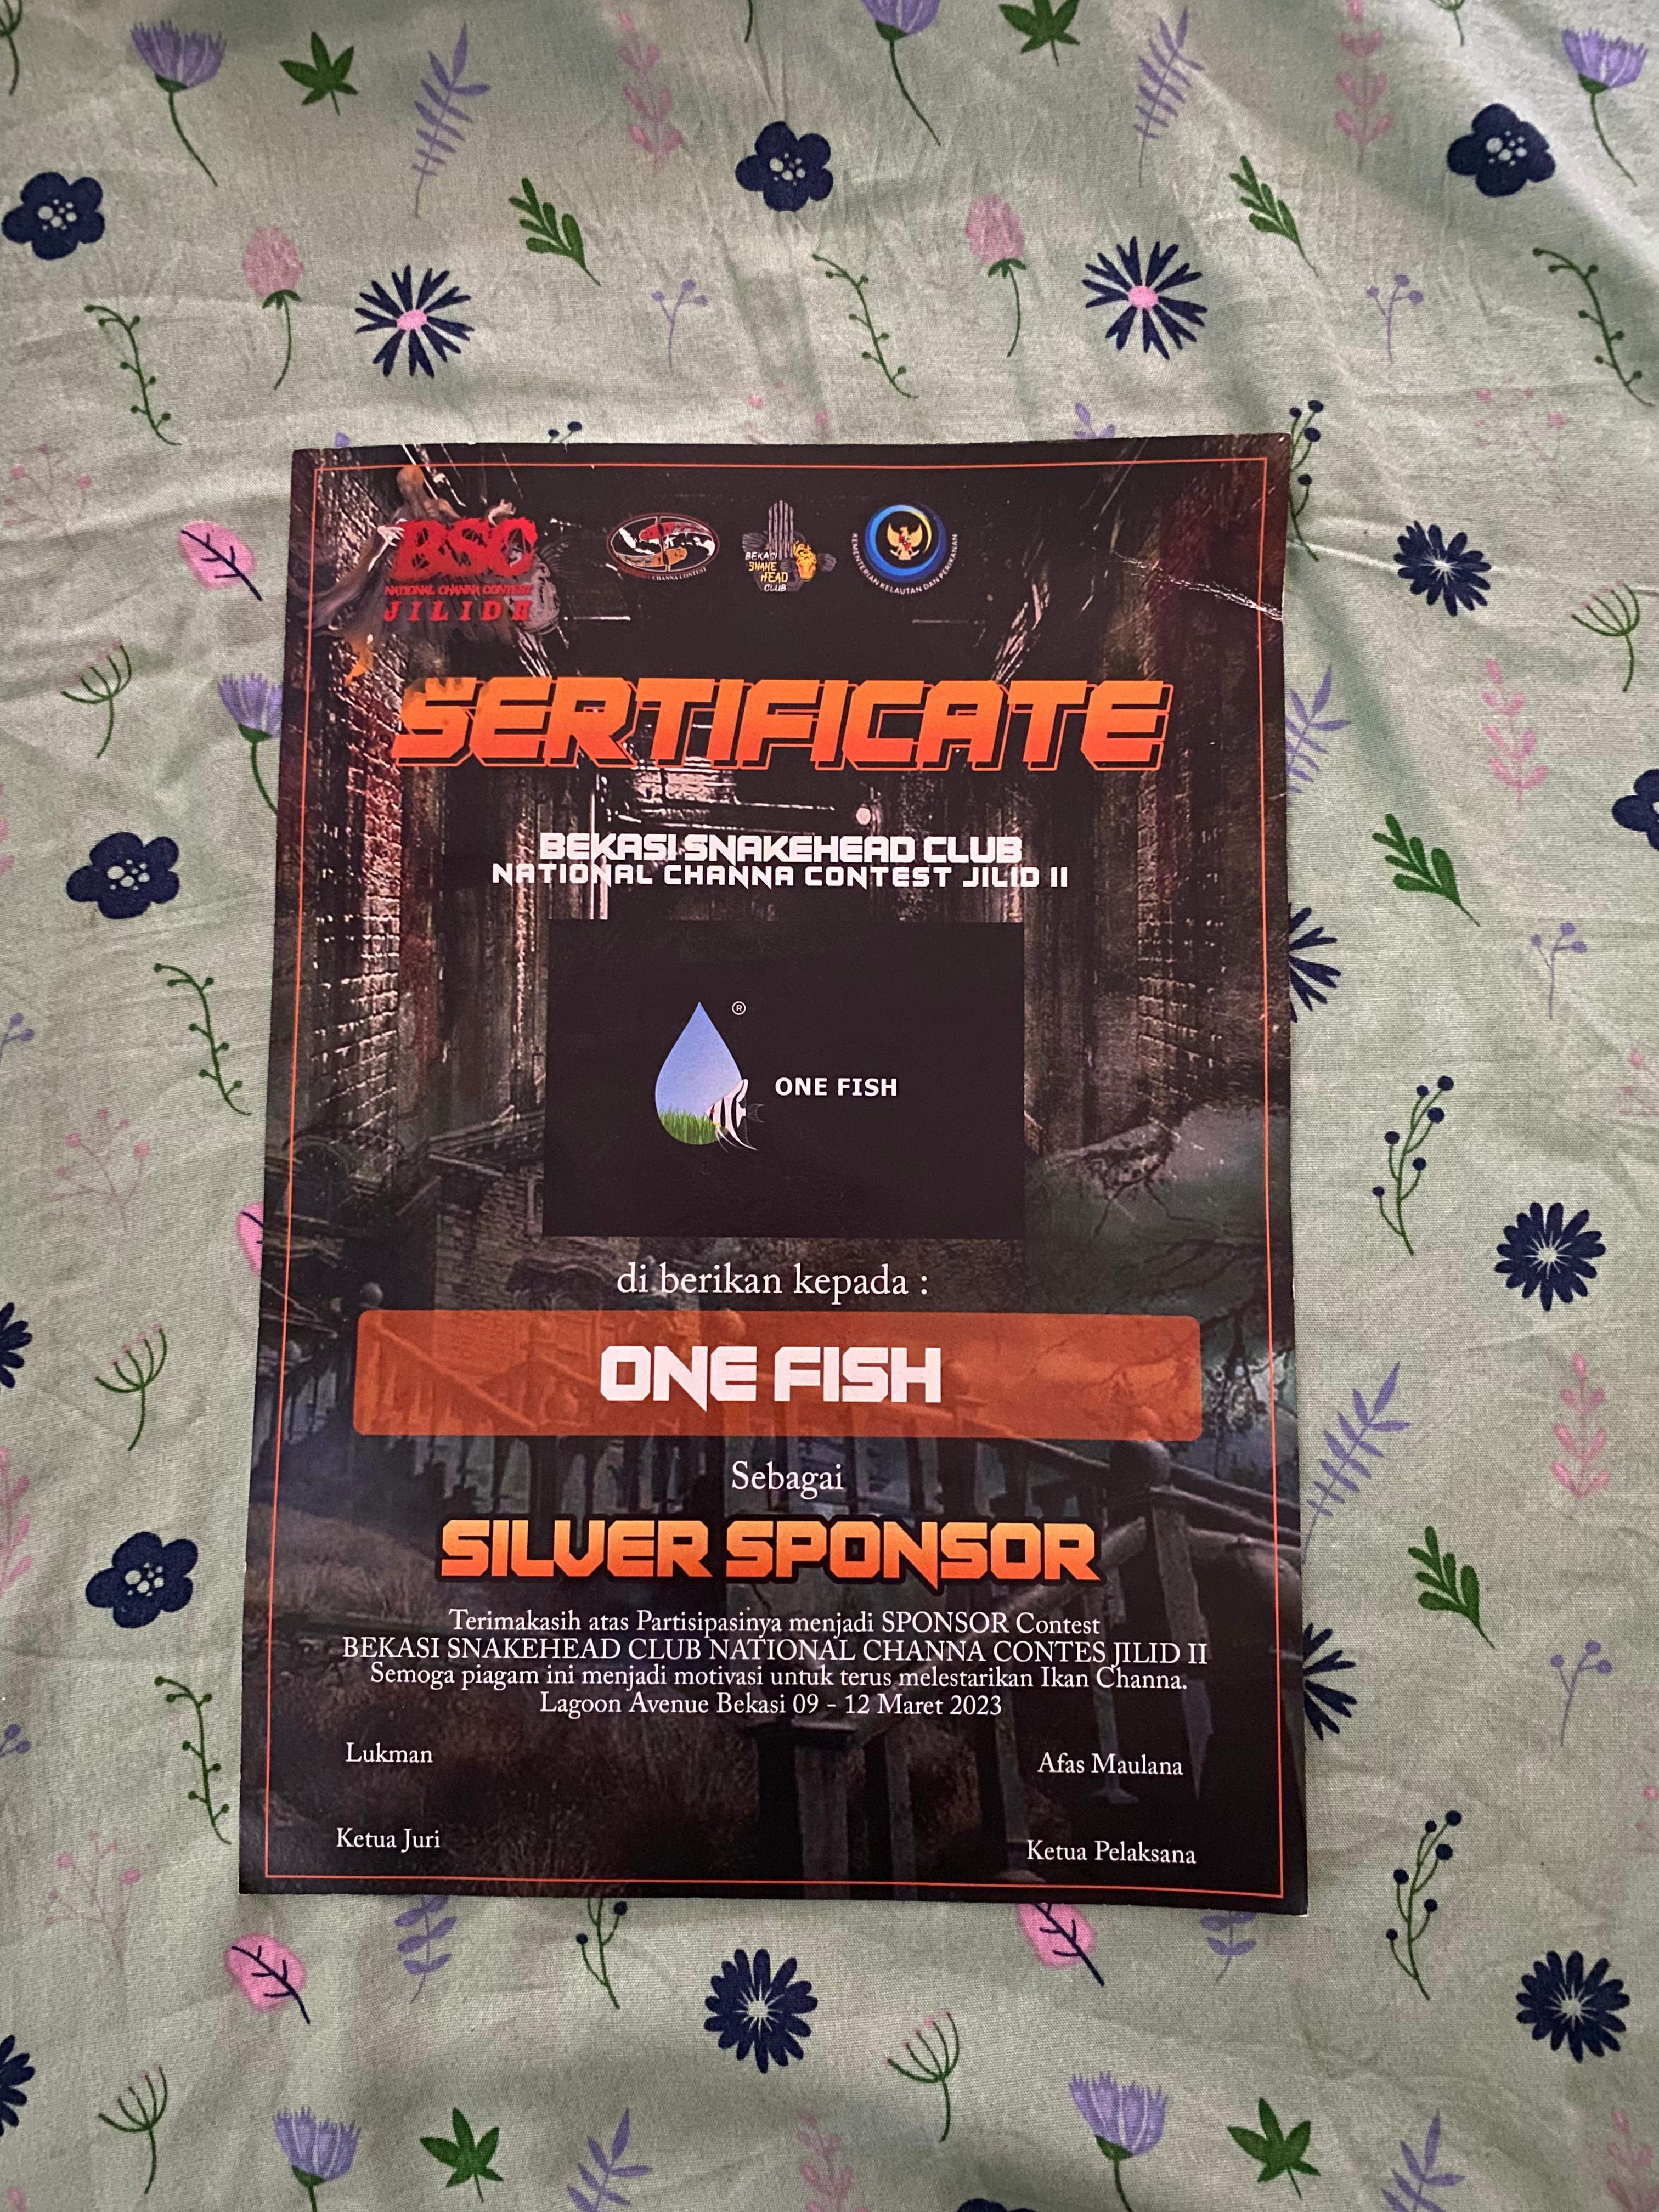 BSC
NATIONAL CHANNA CONTEST
JILID II
CHANNA CONTEST
BEKASI
SNAKE
HEAD
CLUB
KEMENTERIAN KELAUTAN DAN PERIKANAN
SERTIFICATE
BEKASI SNAKEHEAD CLUB
NATIONAL CHANNA CONTEST JILID II
®
ONE FISH
di berikan kepada :
ONE FISH
Sebagai
SILVER SPONSOR
Terimakasih atas Partisipasinya menjadi SPONSOR Contest
BEKASI SNAKEHEAD CLUB NATIONAL CHANNA CONTES JILID II
Semoga piagam ini menjadi motivasi untuk terus melestarikan Ikan Channa.
Lagoon Avenue Bekasi 09 - 12 Maret 2023
Lukman
Afas Maulana
Ketua Juri
Ketua Pelaksana